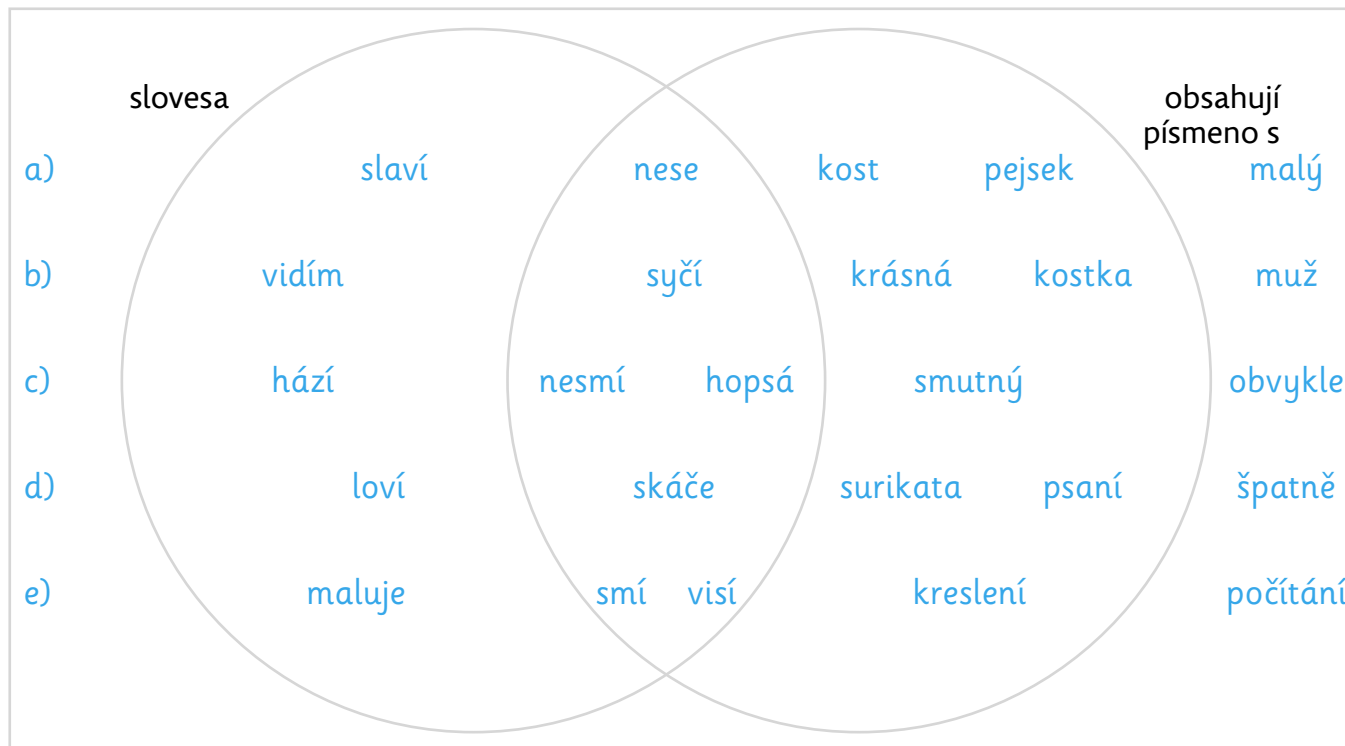 slovesa
obsahují
písmeno s
a) slaví nese kost pejsek malý
b) vidím syčí krásná kostka muž
c) hází nesmí hopsá smutný obvykle
d) loví skáče surikata psaní špatně
e) maluje smí visí kreslení počítání